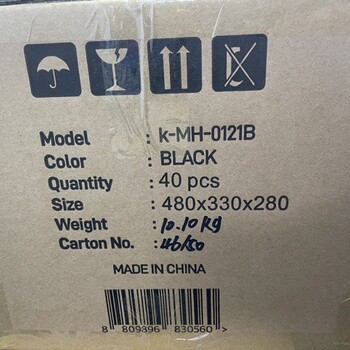 Model : k-MH-0121B
Color : BLACK
Quantity : 40 pcs
Size : 480x330x280
Weight : 10.10 kg
Carton No. : 46/50
MADE IN CHINA
8 809896 830560 >